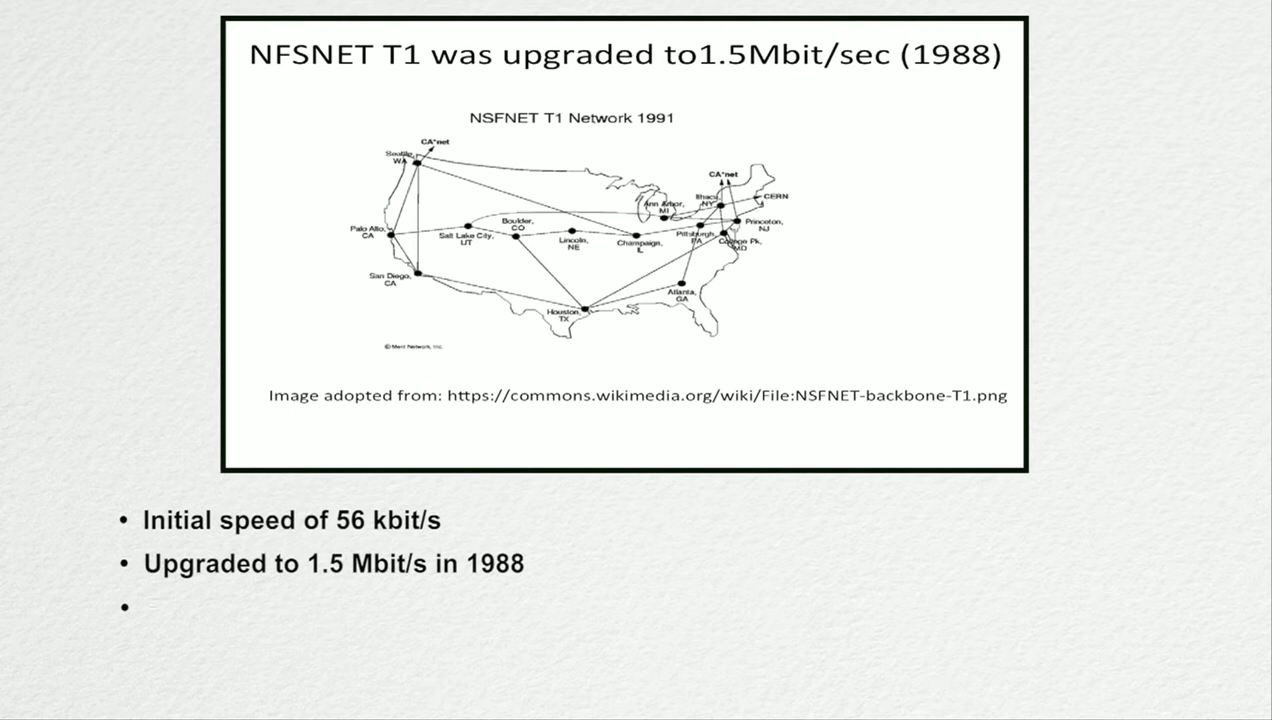 NFSNET T1 was upgraded to1.5Mbit/sec (1988)
NSFNET T1 Network 1991
CA*net
Seattle,
WA
CA*net
Ithaca,
NY
CERN
Ann Arbor,
MI
Princeton,
NJ
Palo Alto,
CA
Salt Lake City,
UT
Boulder,
CO
Lincoln,
NE
Champaign,
IL
Pittsburgh,
PA
College Pk,
MD
San Diego,
CA
Atlanta,
GA
Houston,
TX
© Merit Network, Inc.
Image adopted from: https://commons.wikimedia.org/wiki/File:NSFNET-backbone-T1.png
• Initial speed of 56 kbit/s
• Upgraded to 1.5 Mbit/s in 1988
•